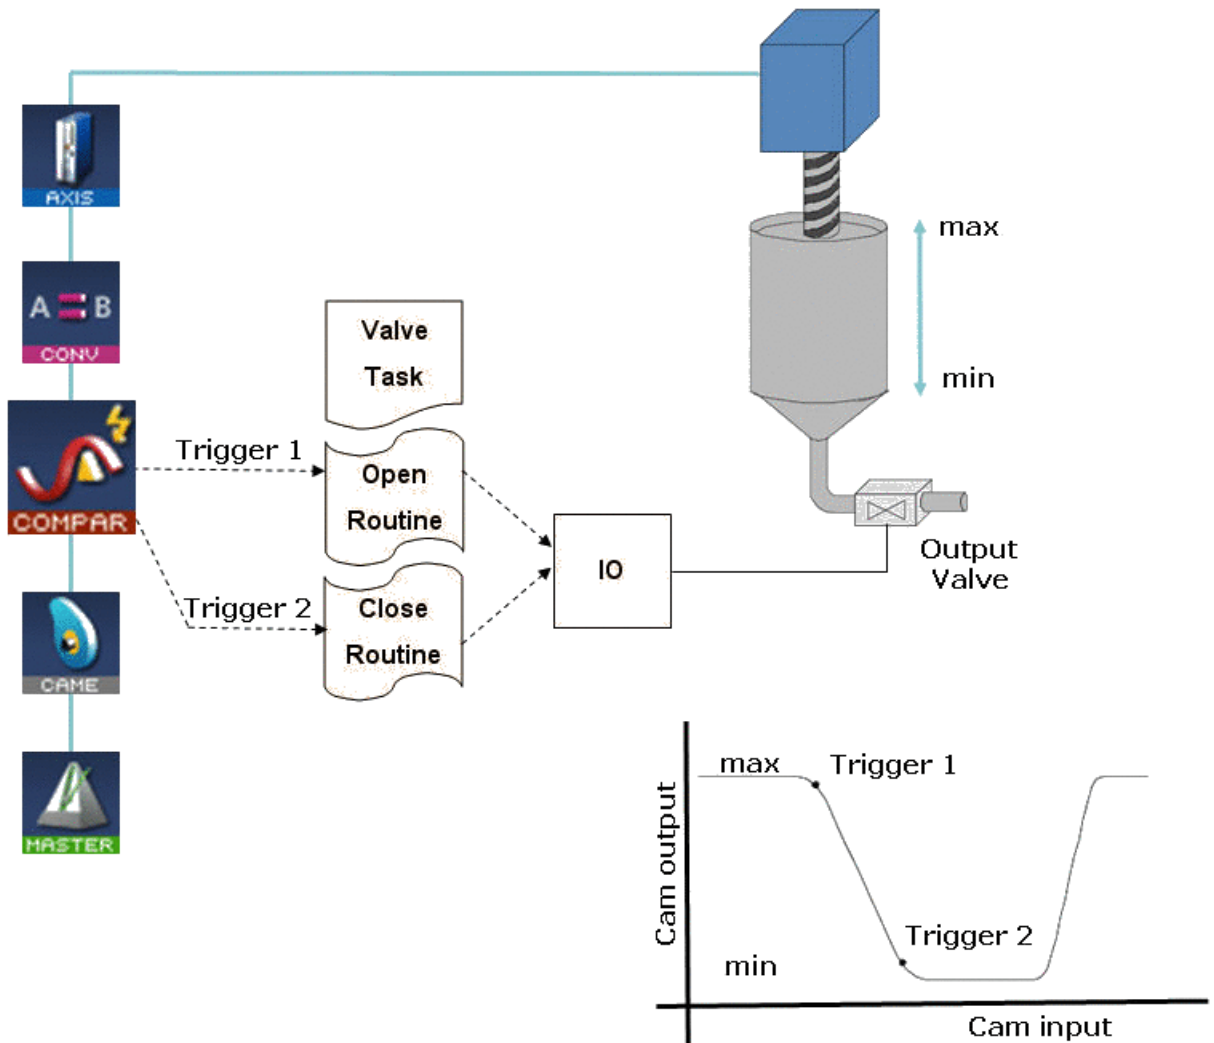 AXIS
max
A = B
CONV
Valve
Task
min
Trigger 1
Open
Routine
COMPAR
Output
Valve
IO
Trigger 2
Close
Routine
CAME
MASTER
max
Trigger 1
Cam output
Trigger 2
min
Cam input